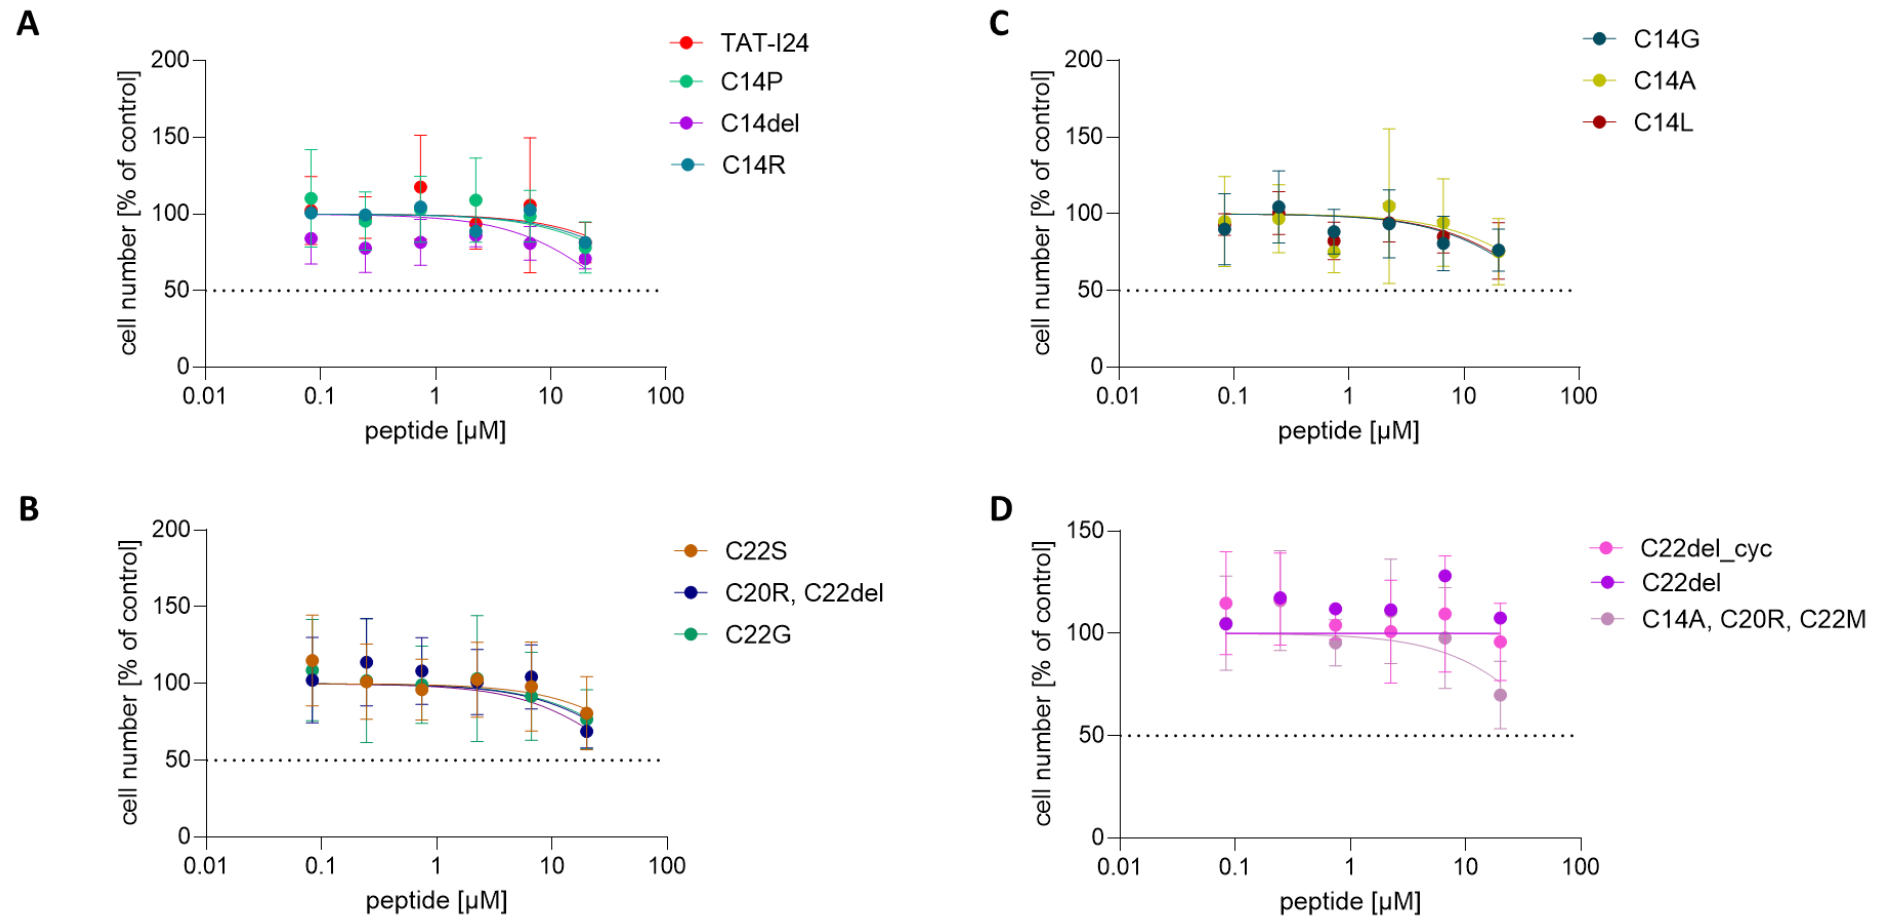 A
cell number [% of control]
200
150
100
50
0
0.01 0.1 1 10 100
peptide [µM]
TAT-I24
C14P
C14del
C14R
C
cell number [% of control]
200
150
100
50
0
0.01 0.1 1 10 100
peptide [µM]
C14G
C14A
C14L
B
cell number [% of control]
200
150
100
50
0
0.01 0.1 1 10 100
peptide [µM]
C22S
C20R, C22del
C22G
D
cell number [% of control]
150
100
50
0
0.01 0.1 1 10 100
peptide [µM]
C22del_cyc
C22del
C14A, C20R, C22M